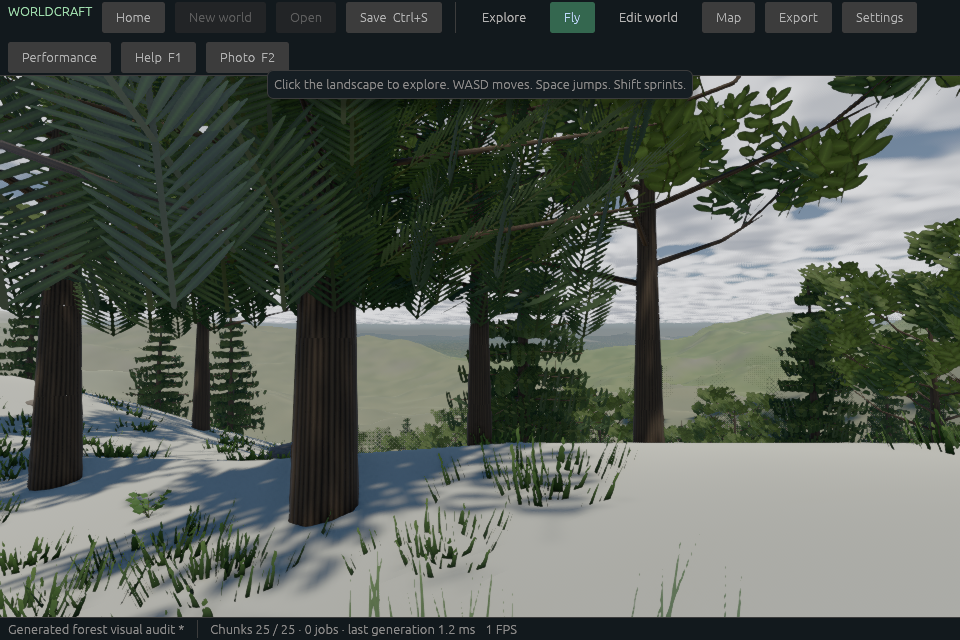 WORLDCRAFT Home New world Open Save Ctrl+S Explore Fly Edit world Map Export Settings
Performance Help F1 Photo F2
Click the landscape to explore. WASD moves. Space jumps. Shift sprints.
Generated forest visual audit * Chunks 25 / 25 · 0 jobs · last generation 1.2 ms 1 FPS